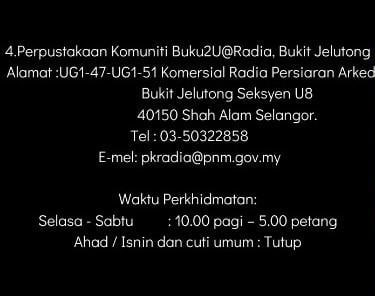 4.Perpustakaan Komuniti Buku2U@Radia, Bukit Jelutong
Alamat :UG1-47-UG1-51 Komersial Radia Persiaran Arked
Bukit Jelutong Seksyen U8
40150 Shah Alam Selangor.
Tel : 03-50322858
E-mel: pkradia@pnm.gov.my
Waktu Perkhidmatan:
Selasa - Sabtu : 10.00 pagi – 5.00 petang
Ahad / Isnin dan cuti umum : Tutup